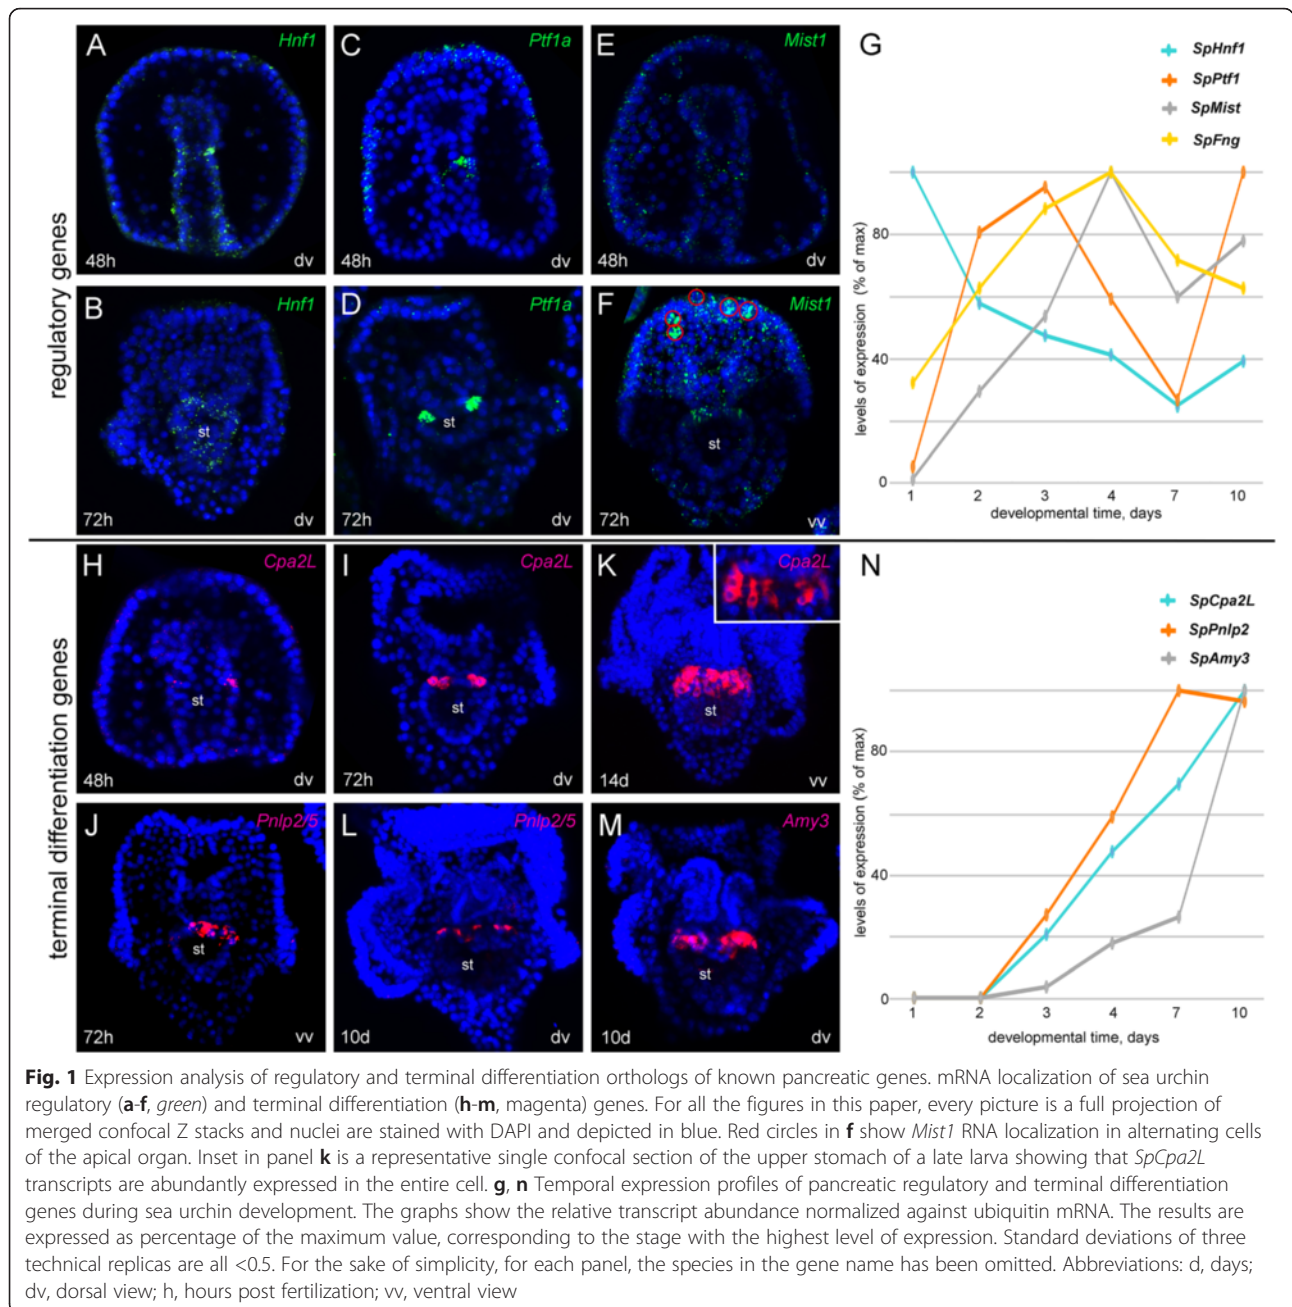 A
Hnf1
48h
dv
C
Ptf1a
48h
dv
E
Mist1
48h
dv
B
Hnf1
st
72h
dv
D
Ptf1a
st
72h
dv
F
Mist1
st
72h
vv
regulatory genes
G
SpHnf1
SpPtf1
SpMist
SpFng
levels of expression (% of max)
80
40
0
1 2 3 4 7 10
developmental time, days
H
Cpa2L
st
48h
dv
I
Cpa2L
st
72h
dv
K
Cpa2L
st
14d
vv
J
Pnlp2/5
st
72h
vv
L
Pnlp2/5
st
10d
dv
M
Amy3
st
10d
dv
terminal differentiation genes
N
SpCpa2L
SpPnlp2
SpAmy3
levels of expression (% of max)
80
40
0
1 2 3 4 7 10
developmental time, days
Fig. 1 Expression analysis of regulatory and terminal differentiation orthologs of known pancreatic genes. mRNA localization of sea urchin
regulatory (a-f, green) and terminal differentiation (h-m, magenta) genes. For all the figures in this paper, every picture is a full projection of
merged confocal Z stacks and nuclei are stained with DAPI and depicted in blue. Red circles in f show Mist1 RNA localization in alternating cells
of the apical organ. Inset in panel k is a representative single confocal section of the upper stomach of a late larva showing that SpCpa2L
transcripts are abundantly expressed in the entire cell. g, n Temporal expression profiles of pancreatic regulatory and terminal differentiation
genes during sea urchin development. The graphs show the relative transcript abundance normalized against ubiquitin mRNA. The results are
expressed as percentage of the maximum value, corresponding to the stage with the highest level of expression. Standard deviations of three
technical replicas are all <0.5. For the sake of simplicity, for each panel, the species in the gene name has been omitted. Abbreviations: d, days;
dv, dorsal view; h, hours post fertilization; vv, ventral view